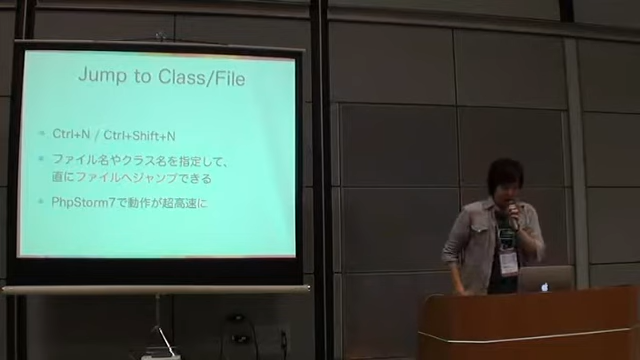 Jump to Class/File
Ctrl+N / Ctrl+Shift+N
ファイル名やクラス名を指定して、
直にファイルへジャンプできる
PhpStorm7で動作が超高速に